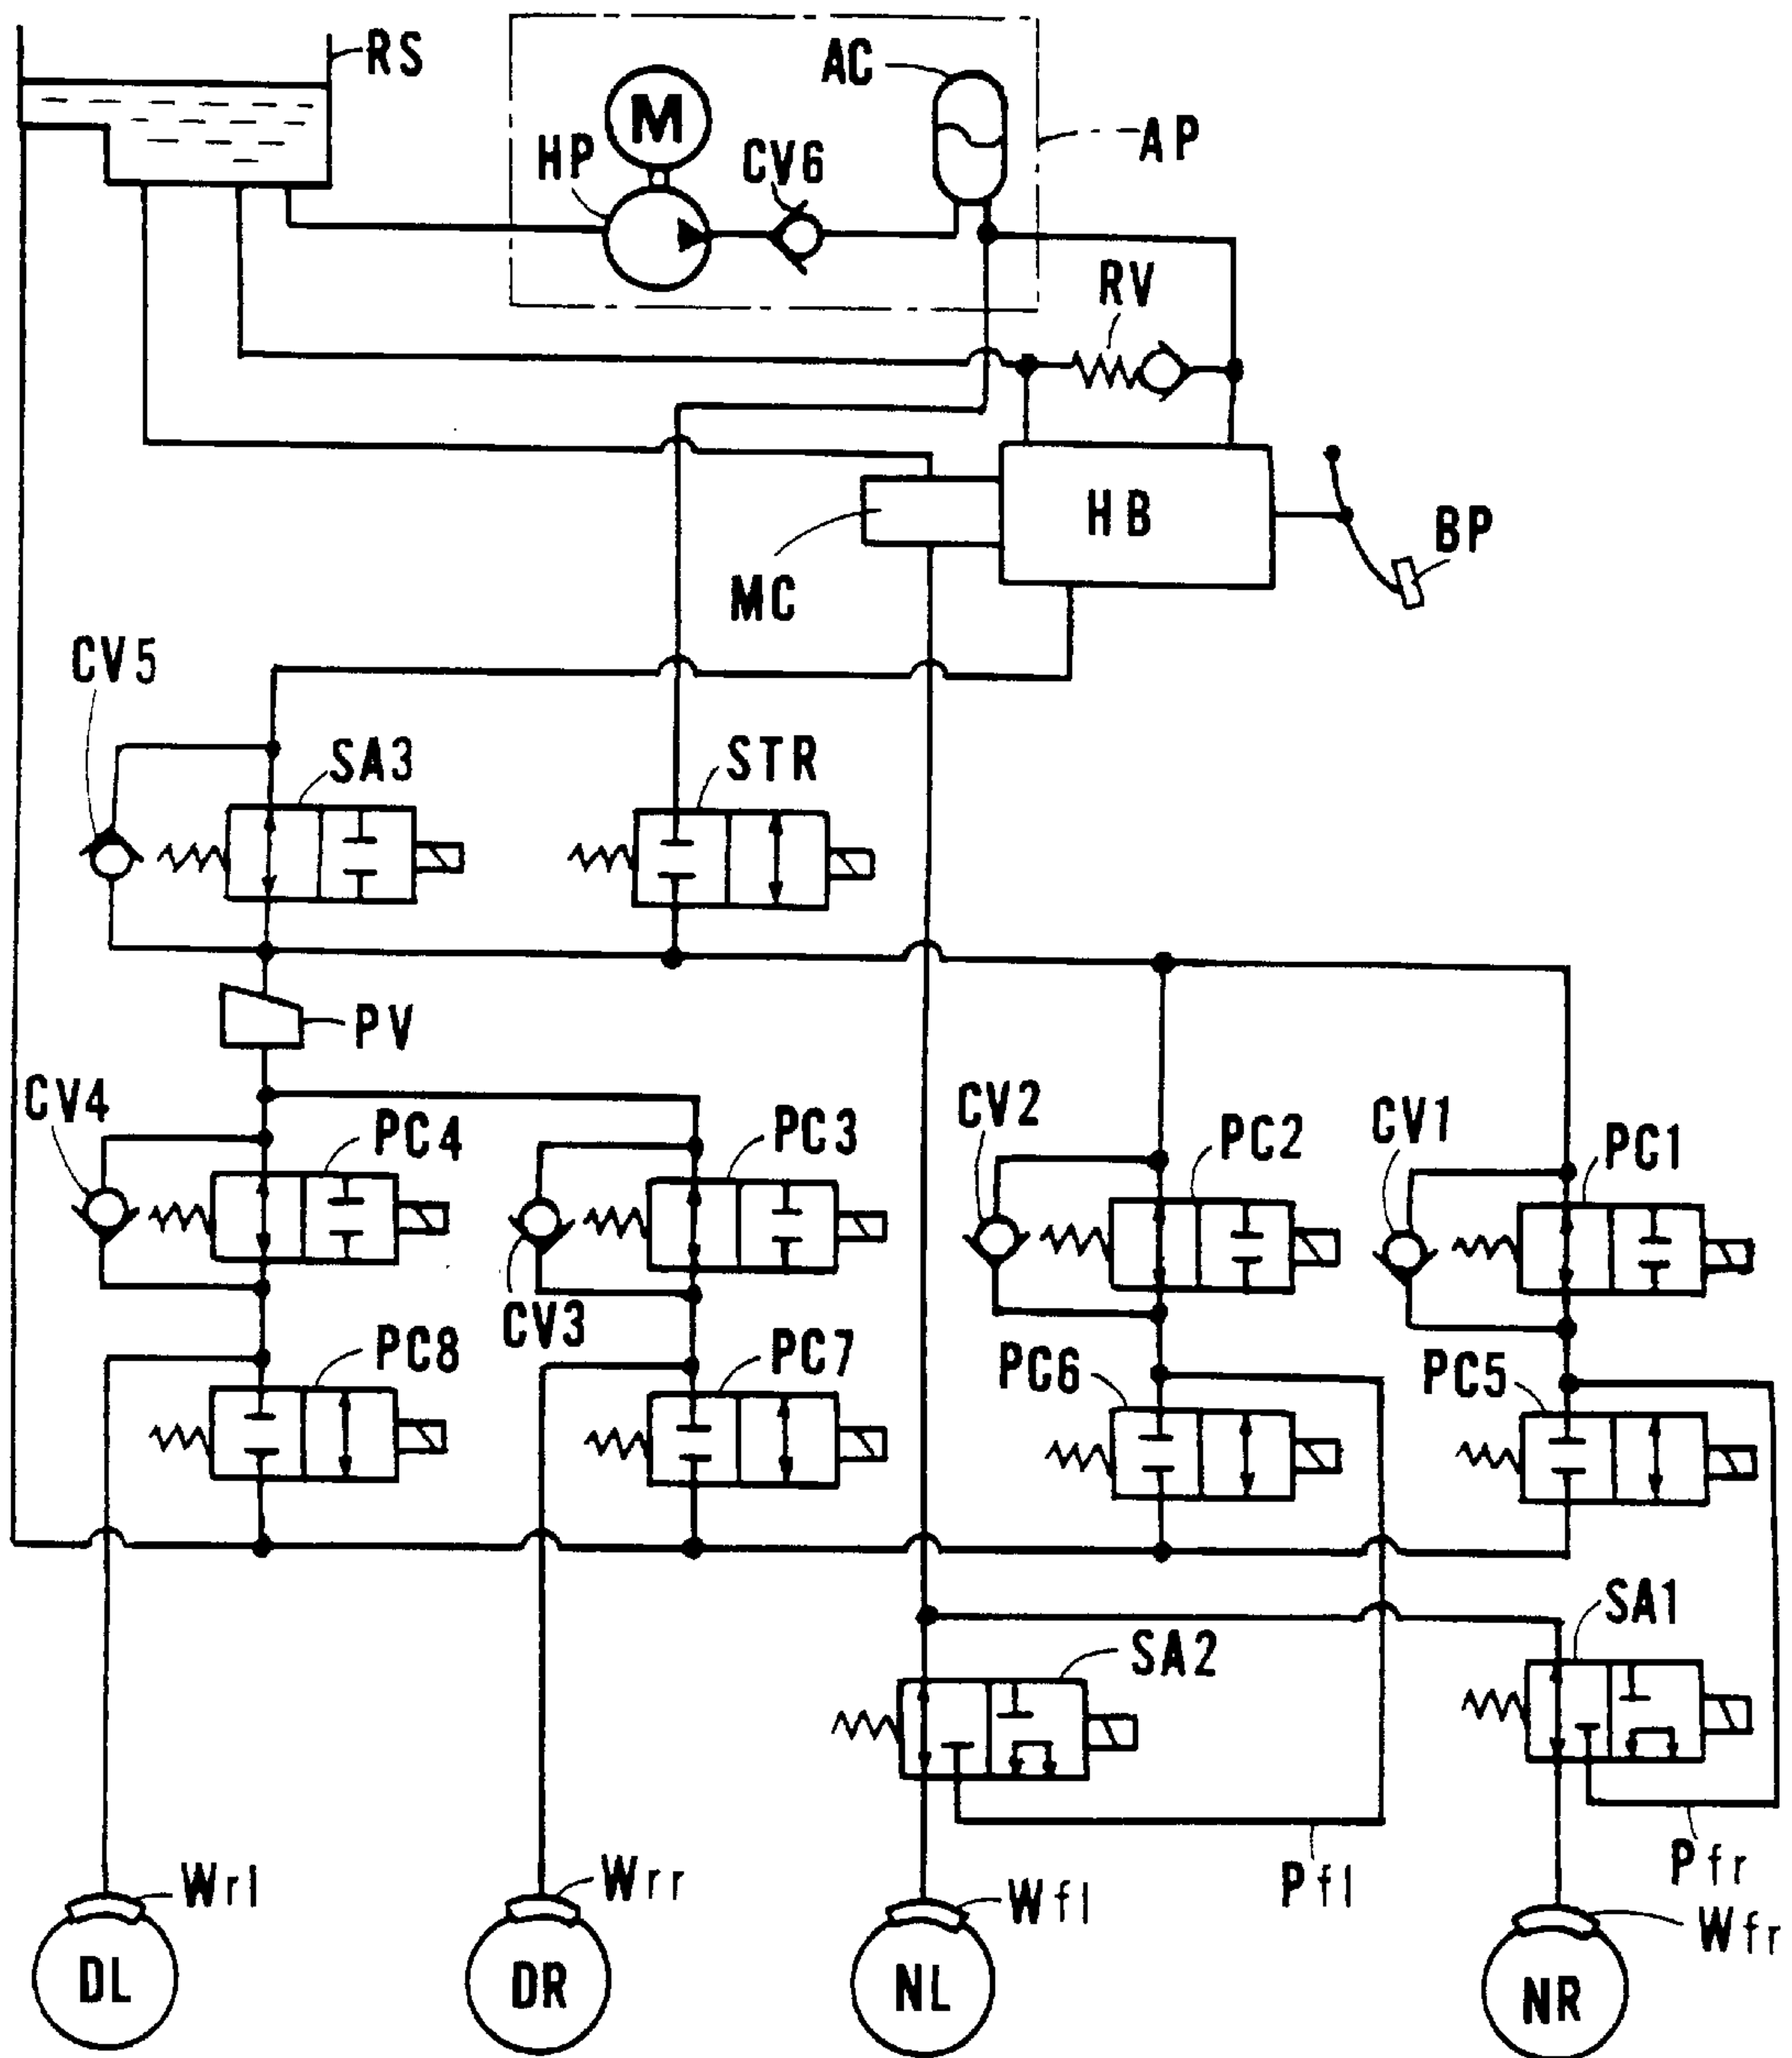 RS
AC
M
AP
HP
CV6
RV
HB
BP
MC
CV5
SA3
STR
PV
CV4
PC4
PC3
CV2
PC2
CV1
PC1
CV3
PC8
PC7
PC6
PC5
SA1
SA2
Wrl
Wrr
Wfl
Pfl
Pfr
Wfr
DL
DR
NL
NR